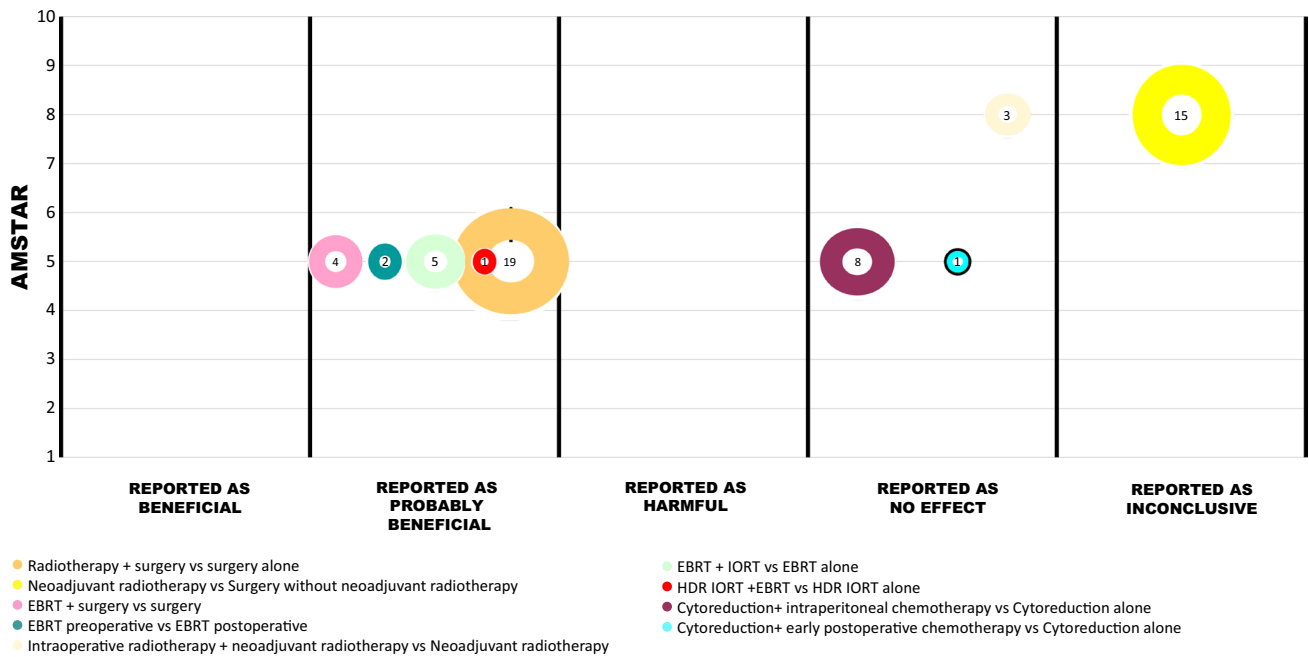 10
9
8
7
6
5
4
3
2
1
AMSTAR
3
15
4
2
5
1
19
8
1
REPORTED AS
BENEFICIAL
REPORTED AS
PROBABLY
BENEFICIAL
REPORTED AS
HARMFUL
REPORTED AS
NO EFFECT
REPORTED AS
INCONCLUSIVE
Radiotherapy + surgery vs surgery alone
Neoadjuvant radiotherapy vs Surgery without neoadjuvant radiotherapy
EBRT + surgery vs surgery
EBRT preoperative vs EBRT postoperative
Intraoperative radiotherapy + neoadjuvant radiotherapy vs Neoadjuvant radiotherapy
EBRT + IORT vs EBRT alone
HDR IORT +EBRT vs HDR IORT alone
Cytoreduction+ intraperitoneal chemotherapy vs Cytoreduction alone
Cytoreduction+ early postoperative chemotherapy vs Cytoreduction alone